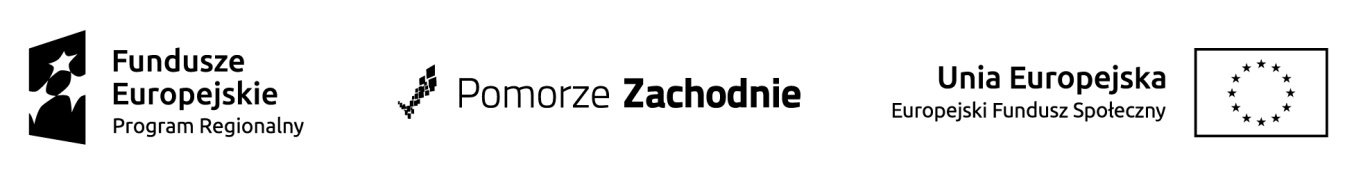 Fundusze
Europejskie
Program Regionalny
Pomorze Zachodnie
Unia Europejska
Europejski Fundusz Społeczny